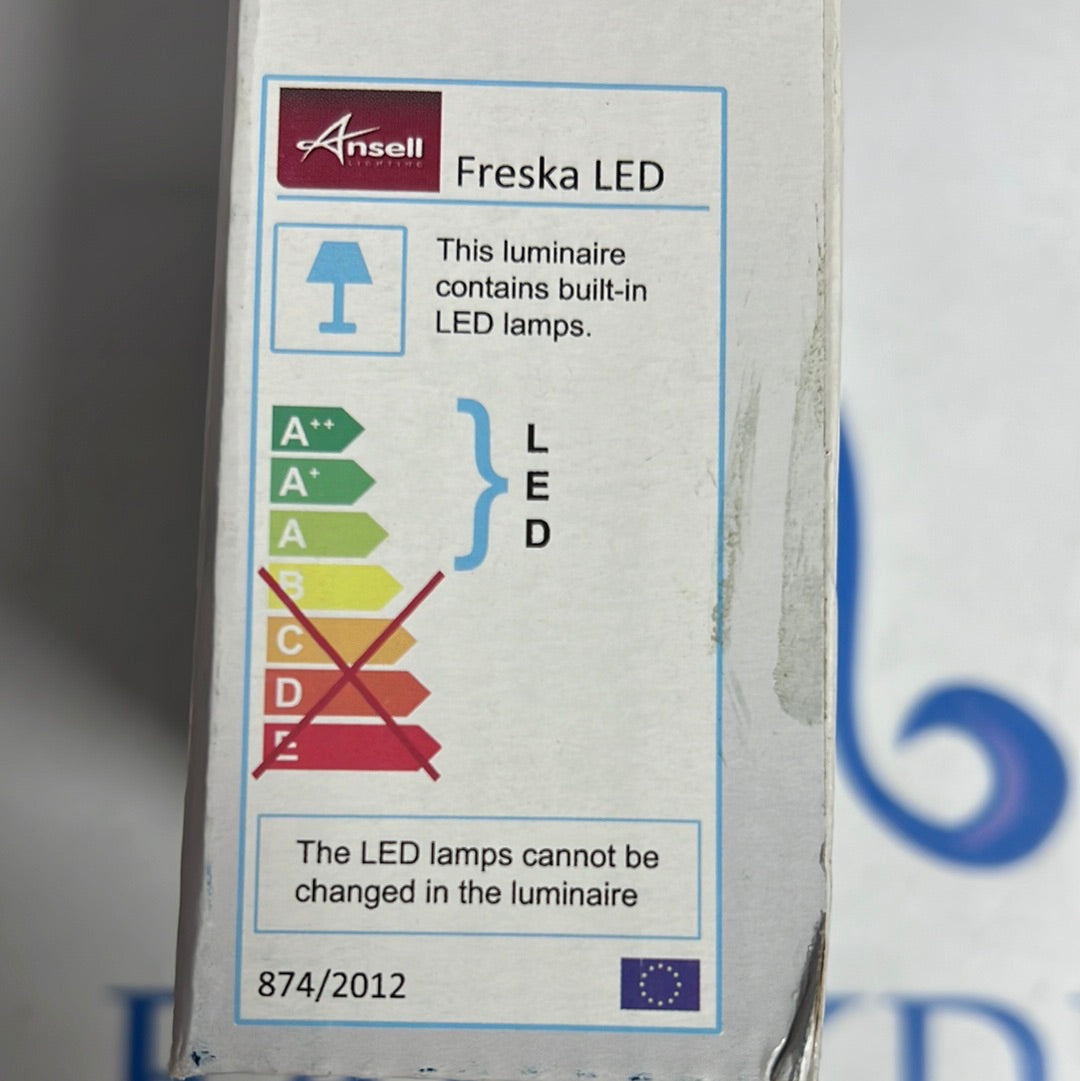 Ansell
LIGHTING
Freska LED
This luminaire
contains built-in
LED lamps.
A++
A+
A
B
C
D
E
L
E
D
The LED lamps cannot be
changed in the luminaire
874/2012